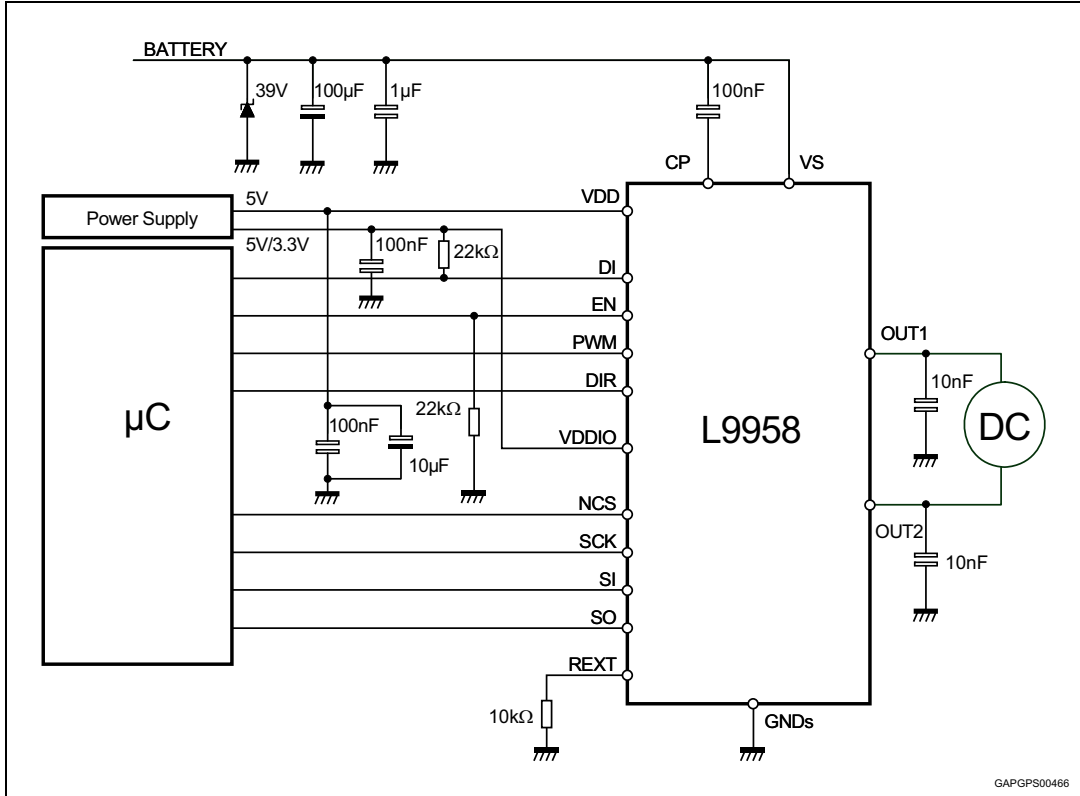 BATTERY
39V
100µF
1µF
100nF
CP
VS
5V
VDD
Power Supply
5V/3.3V
100nF
22kΩ
DI
EN
OUT1
PWM
DIR
10nF
µC
22kΩ
L9958
DC
100nF
VDDIO
10µF
NCS
OUT2
SCK
10nF
SI
SO
REXT
10kΩ
GNDs
GAPGPS00466